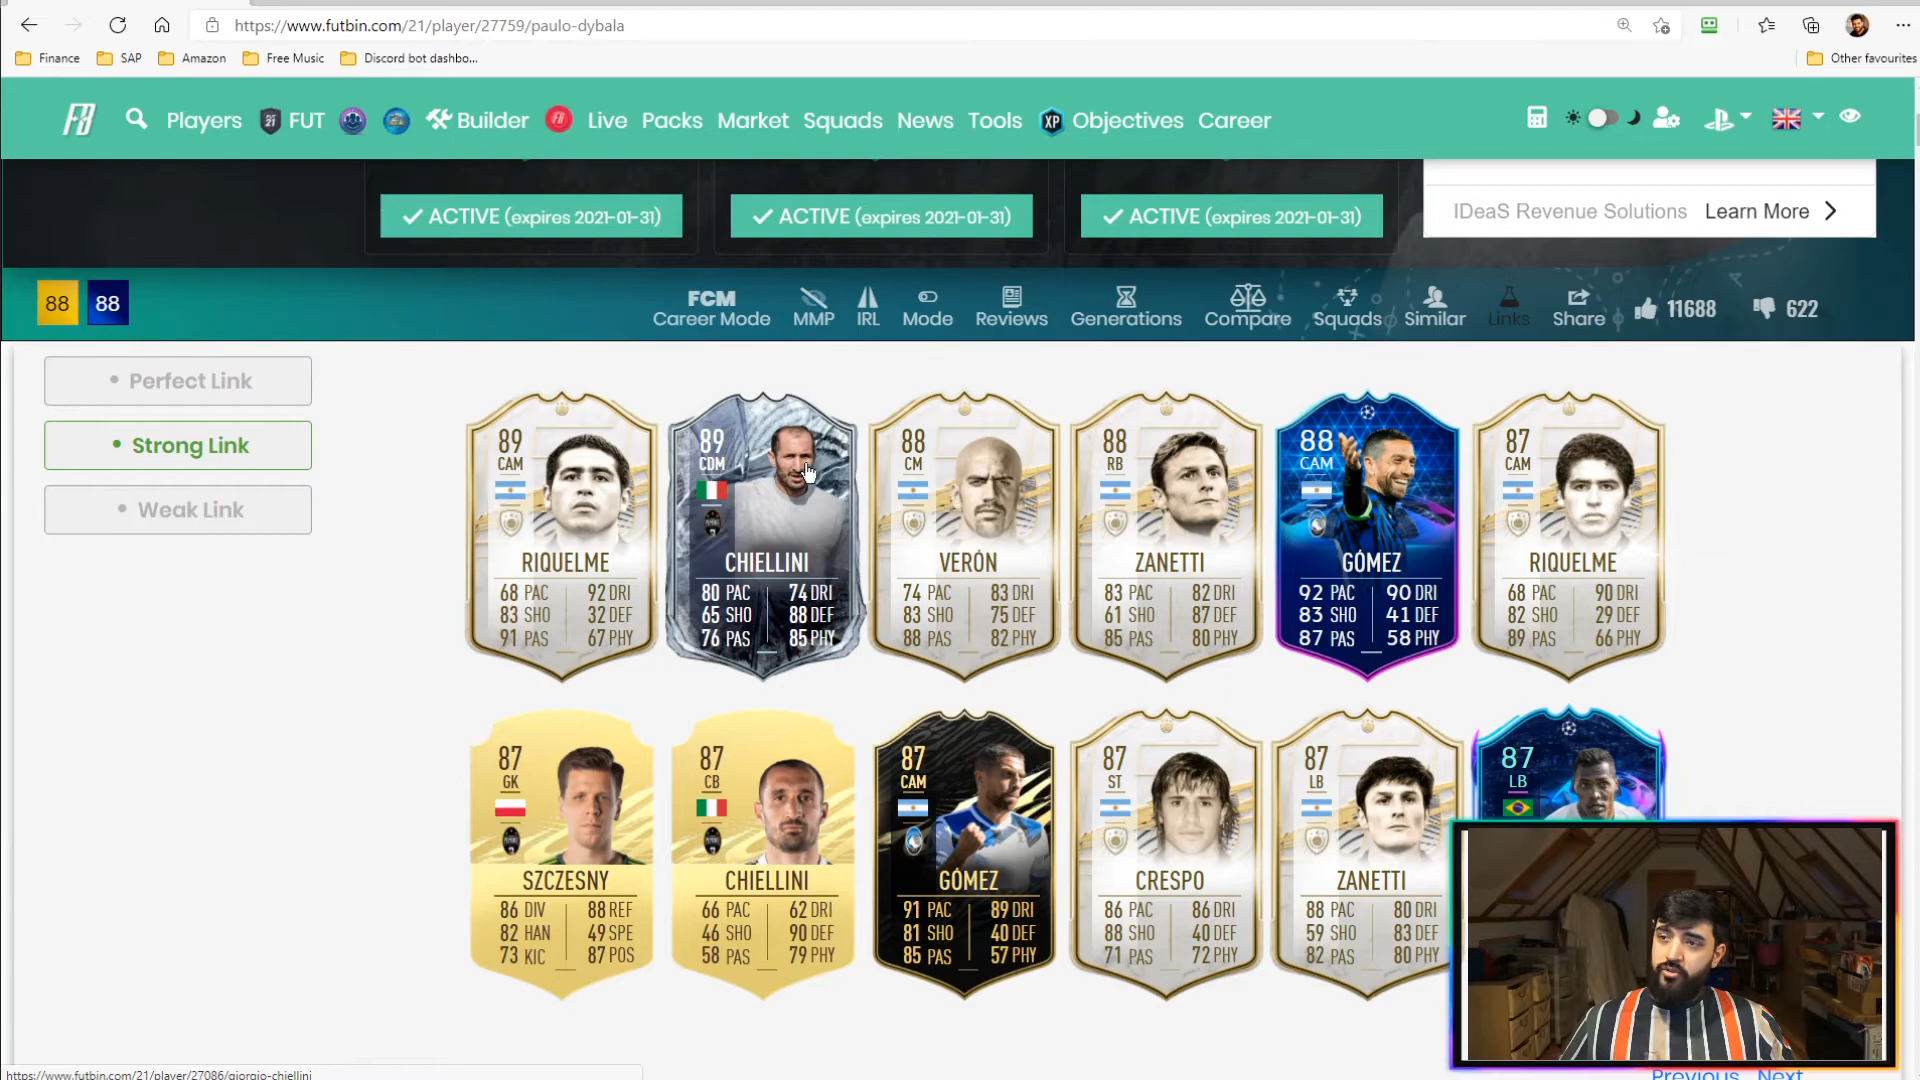 https://www.futbin.com/21/player/27759/paulo-dybala
Finance
SAP
Amazon
Free Music
Discord bot dashbo...
Other favourites
Players
FUT
Builder
Live
Packs
Market
Squads
News
Tools
XP
Objectives
Career
ACTIVE (expires 2021-01-31)
ACTIVE (expires 2021-01-31)
ACTIVE (expires 2021-01-31)
IDeaS Revenue Solutions
Learn More
88
88
FCM
Career Mode
MMP
IRL
Mode
Reviews
Generations
Compare
Squads
Similar
Links
Share
11688
622
Perfect Link
Strong Link
Weak Link
89
CAM
RIQUELME
68 PAC 92 DRI
83 SHO 32 DEF
91 PAS 67 PHY
89
CDM
CHIELLINI
80 PAC 74 DRI
65 SHO 88 DEF
76 PAS 85 PHY
88
CM
VERÓN
74 PAC 83 DRI
83 SHO 75 DEF
88 PAS 82 PHY
88
RB
ZANETTI
83 PAC 82 DRI
61 SHO 87 DEF
85 PAS 80 PHY
88
CAM
GÓMEZ
92 PAC 90 DRI
83 SHO 41 DEF
87 PAS 58 PHY
87
CAM
RIQUELME
68 PAC 90 DRI
82 SHO 29 DEF
89 PAS 66 PHY
87
GK
SZCZESNY
86 DIV 88 REF
82 HAN 49 SPE
73 KIC 87 POS
87
CB
CHIELLINI
66 PAC 62 DRI
46 SHO 90 DEF
58 PAS 79 PHY
87
CAM
GÓMEZ
91 PAC 89 DRI
81 SHO 40 DEF
85 PAS 57 PHY
87
ST
CRESPO
86 PAC 86 DRI
88 SHO 40 DEF
71 PAS 72 PHY
87
LB
ZANETTI
88 PAC 80 DRI
59 SHO 83 DEF
82 PAS 80 PHY
87
LB
Previous
Next
https://www.futbin.com/21/player/27086/giorgio-chiellini